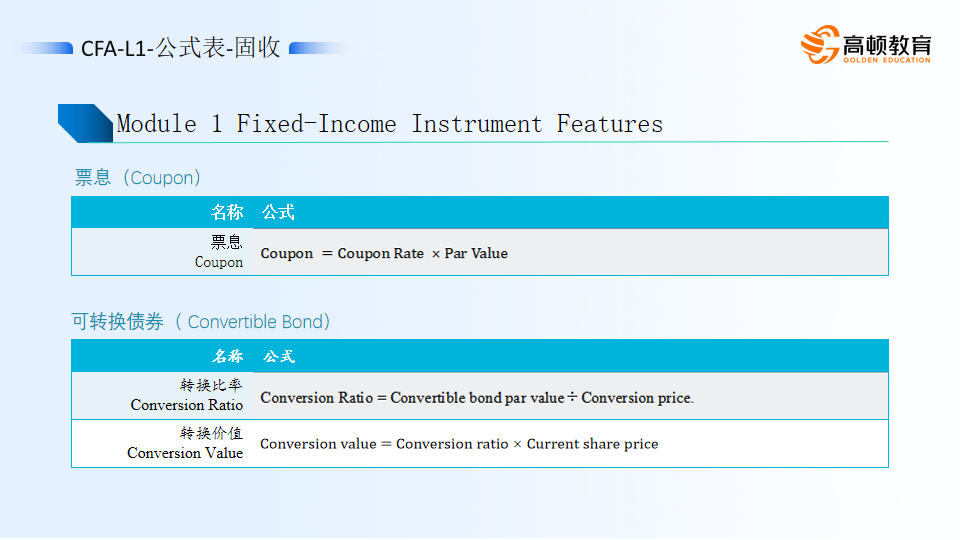 CFA-L1-公式表-固收
高顿教育
GOLDEN EDUCATION
Module 1 Fixed-Income Instrument Features
票息（Coupon）
名称 公式
票息
Coupon
Coupon = Coupon Rate × Par Value
可转换债券（ Convertible Bond）
名称 公式
转换比率
Conversion Ratio
Conversion Ratio = Convertible bond par value ÷ Conversion price.
转换价值
Conversion Value
Conversion value = Conversion ratio × Current share price